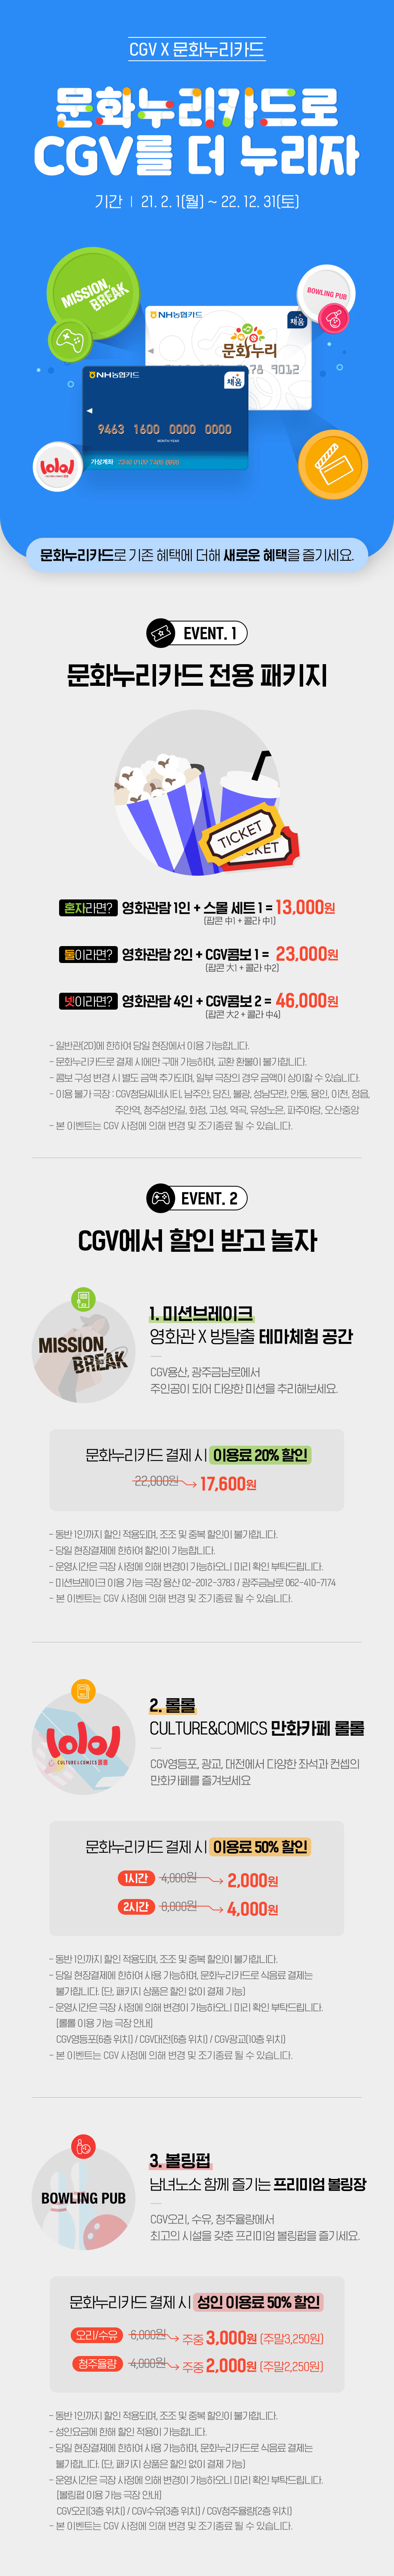 CGV X 문화누리카드
문화누리카드로
CGV를 더 누리자
기간 | 21. 2. 1(월) ~ 22. 12. 31(토)
MISSION, BREAK
BOWLING PUB
NH농협카드
채움
문화누리
78 9012
NH농협카드
채움
9463 1600 0000 0000
MONTH/YEAR
가상계좌
lolol
문화누리카드로 기존 혜택에 더해 새로운 혜택을 즐기세요.
EVENT. 1
문화누리카드 전용 패키지
TICKET
TICKET
혼자라면? 영화관람 1인 + 스몰 세트 1 = 13,000원
(팝콘 中1 + 콜라 中1)
둘이라면? 영화관람 2인 + CGV콤보 1 = 23,000원
(팝콘 大1 + 콜라 中2)
넷이라면? 영화관람 4인 + CGV콤보 2 = 46,000원
(팝콘 大2 + 콜라 中4)
- 일반관(2D)에 한하여 당일 현장에서 이용 가능합니다.
- 문화누리카드로 결제 시에만 구매 가능하며, 교환 환불이 불가합니다.
- 콤보 구성 변경 시 별도 금액 추가되며, 일부 극장의 경우 금액이 상이할 수 있습니다.
- 이용 불가 극장 : CGV청담씨네시티, 남주안, 당진, 불광, 성남모란, 안동, 용인, 이천, 정읍,
주안역, 청주성안길, 화정, 고성, 역곡, 유성노은, 파주야당, 오산중앙
- 본 이벤트는 CGV 사정에 의해 변경 및 조기종료 될 수 있습니다.
EVENT. 2
CGV에서 할인 받고 놀자
MISSION, BREAK
1. 미션브레이크
영화관 X 방탈출 테마체험 공간
CGV용산, 광주금남로에서
주인공이 되어 다양한 미션을 추리해보세요.
문화누리카드 결제 시 이용료 20% 할인
22,000원 → 17,600원
- 동반 1인까지 할인 적용되며, 조조 및 중복 할인이 불가합니다.
- 당일 현장결제에 한하여 할인이 가능합니다.
- 운영시간은 극장 사정에 의해 변경이 가능하오니 미리 확인 부탁드립니다.
- 미션브레이크 이용 가능 극장 용산 02-2012-3783 / 광주금남로 062-410-7174
- 본 이벤트는 CGV 사정에 의해 변경 및 조기종료 될 수 있습니다.
lolol
CULTURE&COMICS 롤롤
2. 롤롤
CULTURE&COMICS 만화카페 롤롤
CGV영등포, 광교, 대전에서 다양한 좌석과 컨셉의
만화카페를 즐겨보세요
문화누리카드 결제 시 이용료 50% 할인
1시간 4,000원 → 2,000원
2시간 8,000원 → 4,000원
- 동반 1인까지 할인 적용되며, 조조 및 중복 할인이 불가합니다.
- 당일 현장결제에 한하여 사용 가능하며, 문화누리카드로 식음료 결제는
불가합니다. (단, 패키지 상품은 할인 없이 결제 가능)
- 운영시간은 극장 사정에 의해 변경이 가능하오니 미리 확인 부탁드립니다.
[롤롤 이용 가능 극장 안내]
CGV영등포(6층 위치) / CGV대전(6층 위치) / CGV광교(10층 위치)
- 본 이벤트는 CGV 사정에 의해 변경 및 조기종료 될 수 있습니다.
BOWLING PUB
3. 볼링펍
남녀노소 함께 즐기는 프리미엄 볼링장
CGV오리, 수유, 청주율량에서
최고의 시설을 갖춘 프리미엄 볼링펍을 즐기세요.
문화누리카드 결제 시 성인 이용료 50% 할인
오리/수유 6,000원 → 주중 3,000원 (주말3,250원)
청주율량 4,000원 → 주중 2,000원 (주말2,250원)
- 동반 1인까지 할인 적용되며, 조조 및 중복 할인이 불가합니다.
- 성인요금에 한해 할인 적용이 가능합니다.
- 당일 현장결제에 한하여 사용 가능하며, 문화누리카드로 식음료 결제는
불가합니다. (단, 패키지 상품은 할인 없이 결제 가능)
- 운영시간은 극장 사정에 의해 변경이 가능하오니 미리 확인 부탁드립니다.
[볼링펍 이용 가능 극장 안내]
CGV오리(3층 위치) / CGV수유(3층 위치) / CGV청주율량(2층 위치)
- 본 이벤트는 CGV 사정에 의해 변경 및 조기종료 될 수 있습니다.